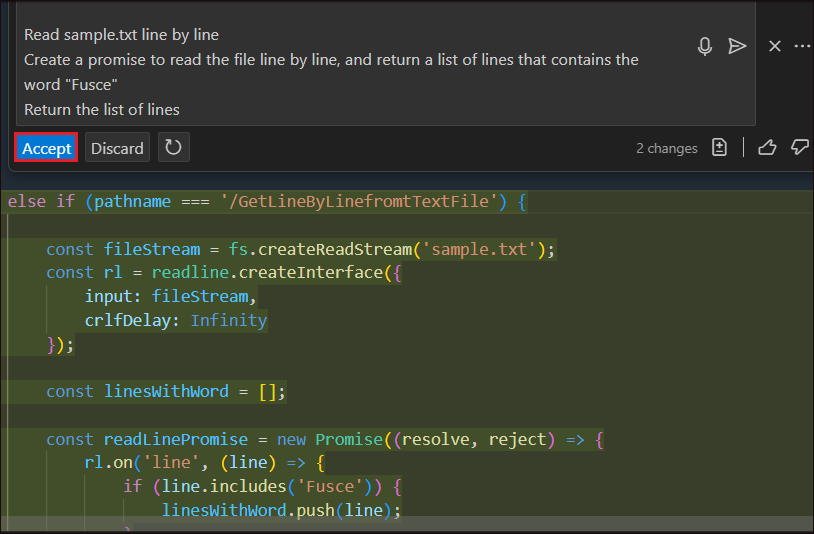 Read sample.txt line by line
Create a promise to read the file line by line, and return a list of lines that contains the
word "Fusce"
Return the list of lines
Accept Discard 2 changes
else if (pathname === '/GetLineByLinefromtTextFile') {
const fileStream = fs.createReadStream('sample.txt');
const rl = readline.createInterface({
input: fileStream,
crlfDelay: Infinity
});
const linesWithWord = [];
const readLinePromise = new Promise((resolve, reject) => {
rl.on('line', (line) => {
if (line.includes('Fusce')) {
linesWithWord.push(line);
}